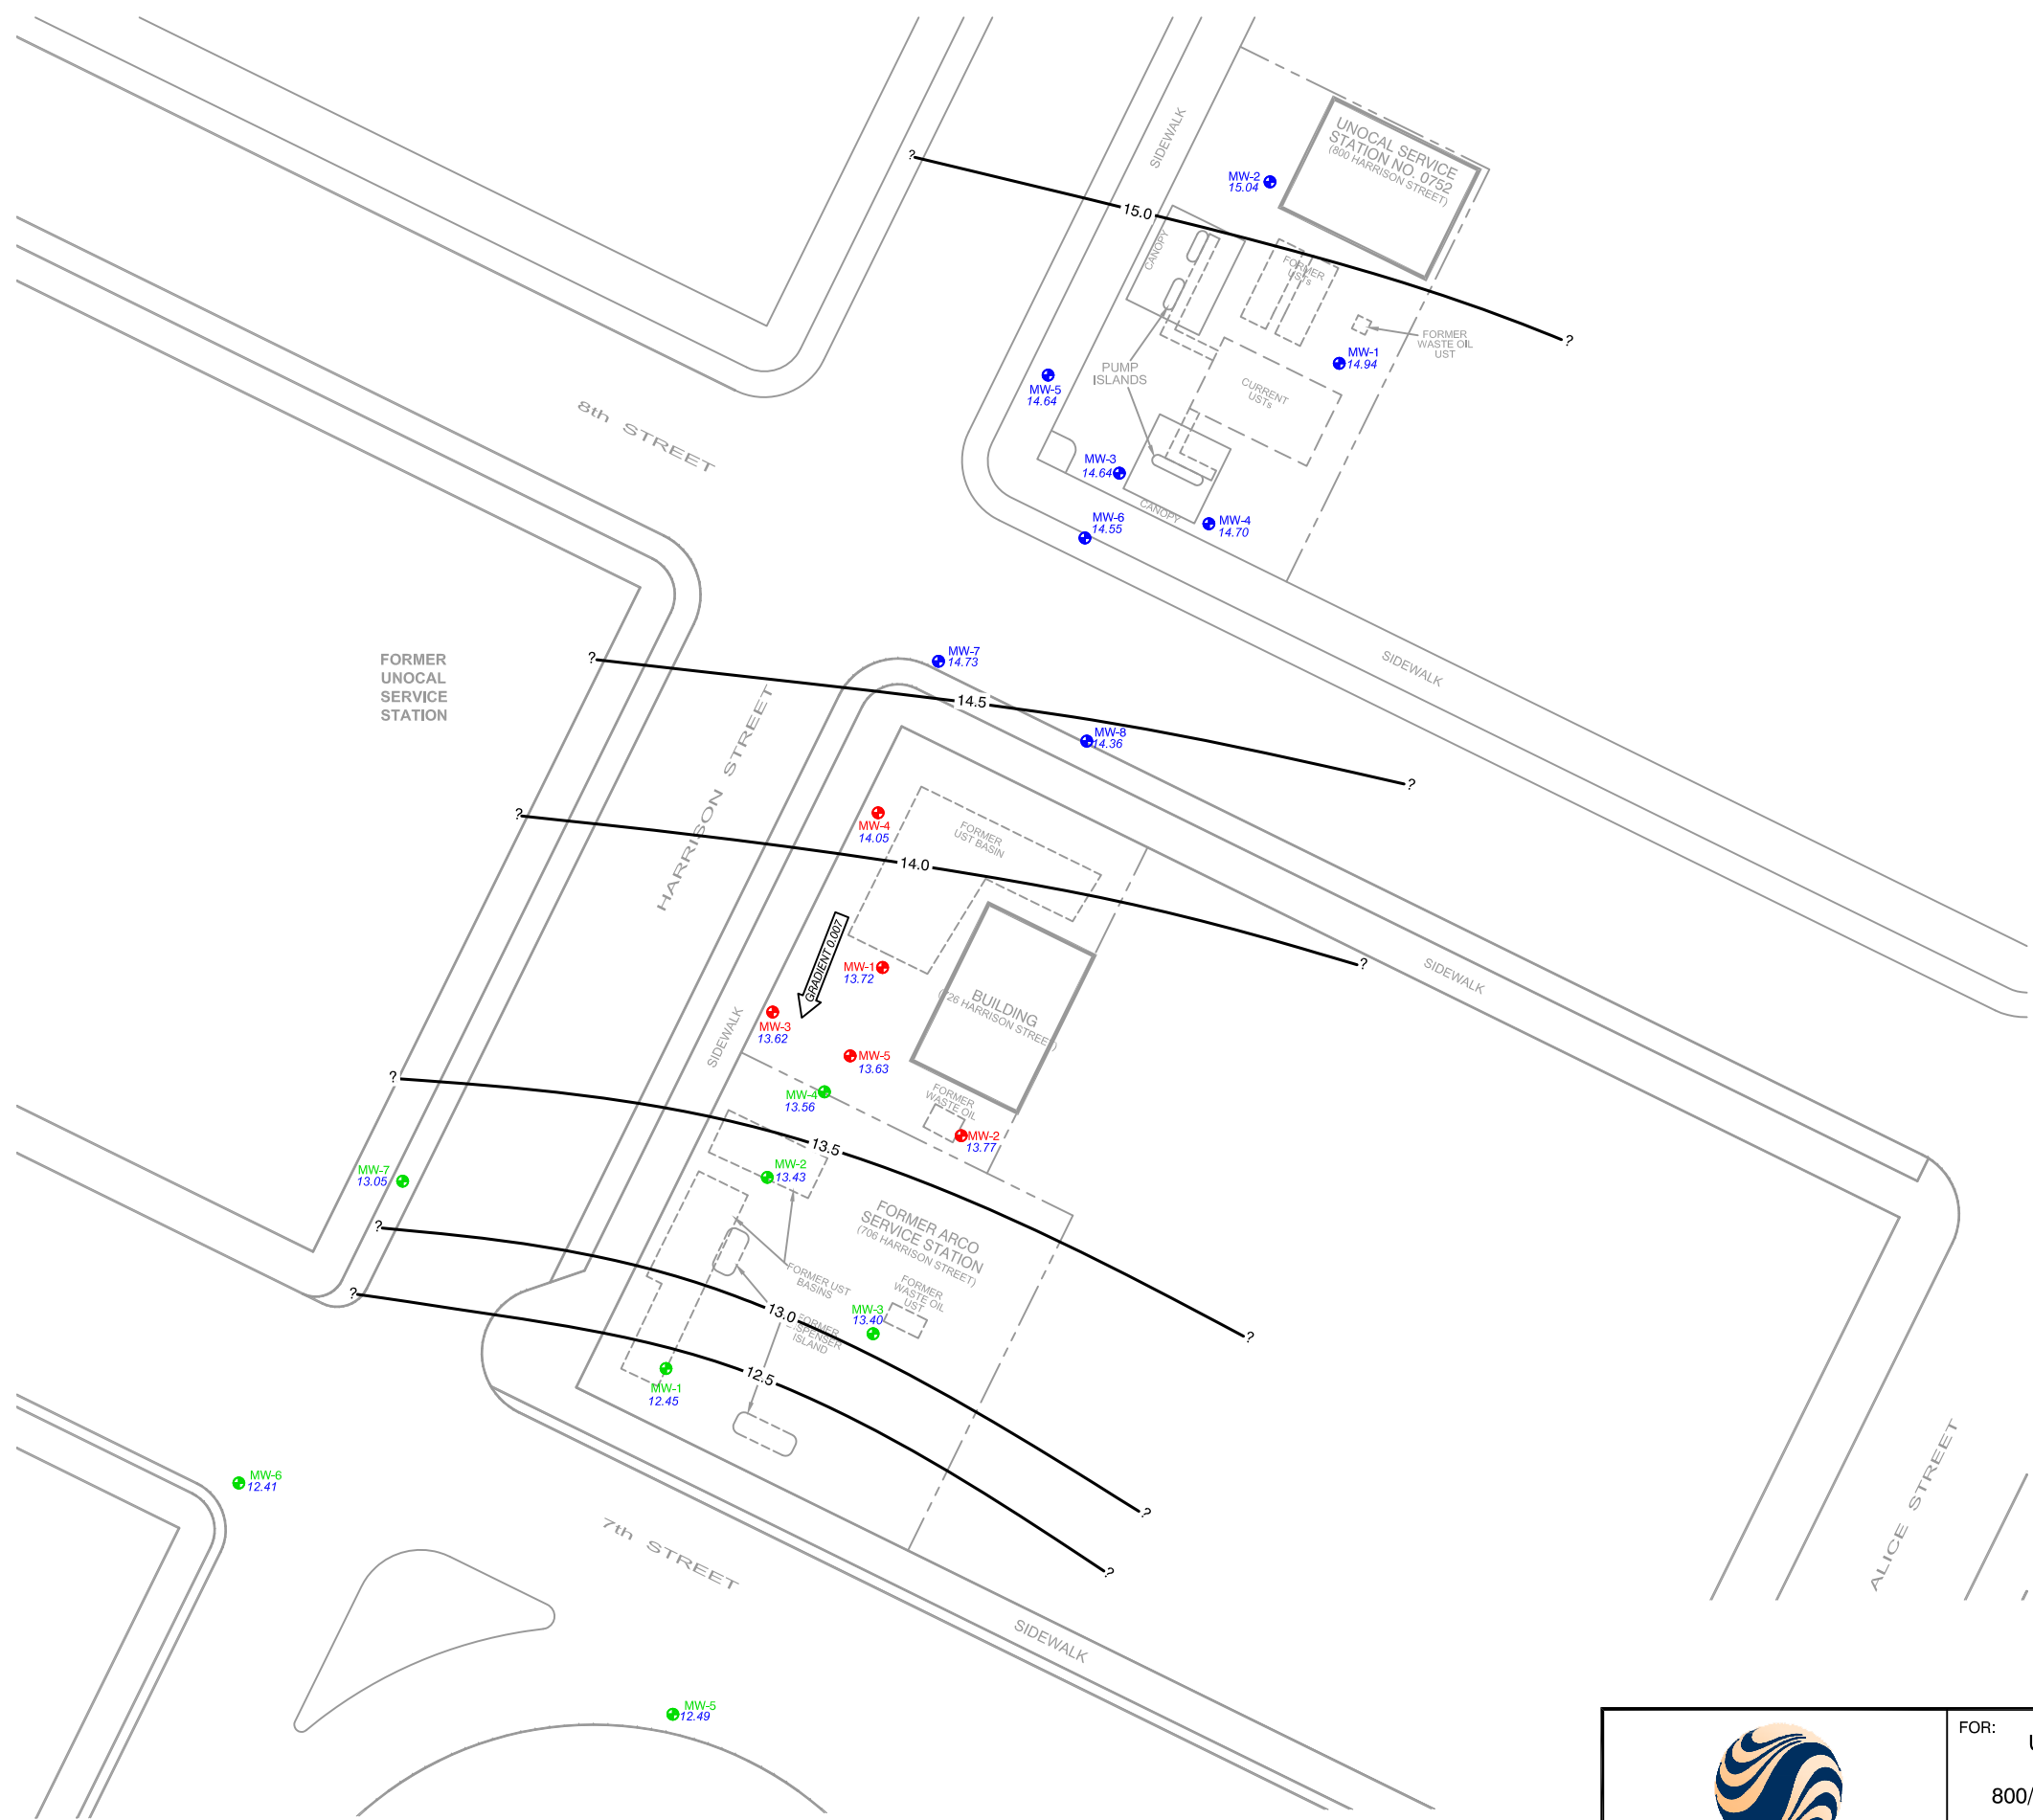 UNOCAL SERVICE
STATION NO. 0752
(800 HARRISON STREET)
SIDEWALK
?
15.0
MW-2
15.04
CANOPY
FORMER
USTs
?
FORMER
WASTE OIL
UST
MW-1
14.94
PUMP
ISLANDS
CURRENT
USTs
MW-5
14.64
8th STREET
MW-3
14.64
CANOPY
MW-6
14.55
MW-4
14.70
SIDEWALK
FORMER
UNOCAL
SERVICE
STATION
?
MW-7
14.73
14.5
MW-8
14.36
?
HARRISON STREET
?
MW-4
14.05
FORMER
UST BASIN
14.0
?
SIDEWALK
GRADIENT 0.007
MW-1
13.72
BUILDING
26 HARRISON STREET)
MW-3
13.62
SIDEWALK
MW-5
13.63
?
MW-4
13.56
FORMER
WASTE OIL
MW-2
13.77
13.5
MW-2
13.43
MW-7
13.05
?
FORMER ARCO
SERVICE STATION
(706 HARRISON STREET)
FORMER UST
BASINS
FORMER
WASTE OIL
UST
?
13.0
MW-3
13.40
FORMER
SPENSER
ISLAND
?
12.5
MW-1
12.45
MW-6
12.41
?
?
7th STREET
ALICE STREET
SIDEWALK
MW-5
12.49
FOR:
U
800/